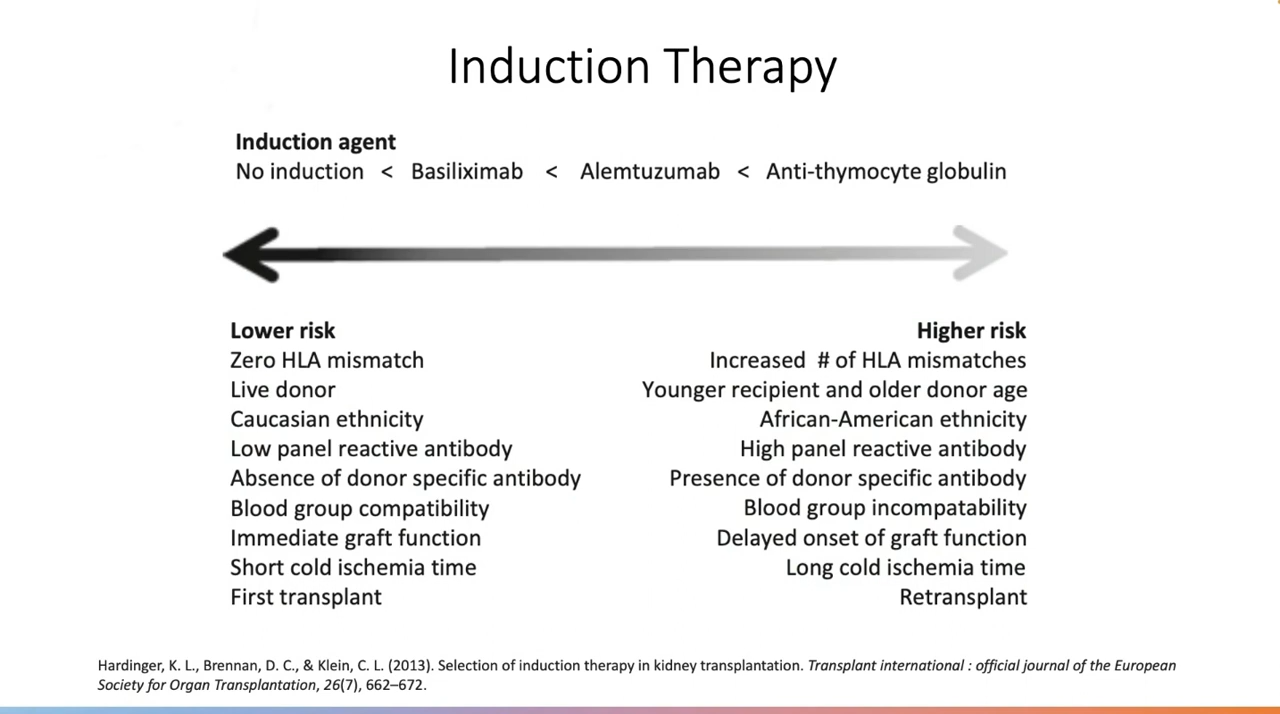 Induction Therapy
Induction agent
No induction < Basiliximab < Alemtuzumab < Anti-thymocyte globulin
Lower risk
Zero HLA mismatch
Live donor
Caucasian ethnicity
Low panel reactive antibody
Absence of donor specific antibody
Blood group compatibility
Immediate graft function
Short cold ischemia time
First transplant
Higher risk
Increased # of HLA mismatches
Younger recipient and older donor age
African-American ethnicity
High panel reactive antibody
Presence of donor specific antibody
Blood group incompatability
Delayed onset of graft function
Long cold ischemia time
Retransplant
Hardinger, K. L., Brennan, D. C., & Klein, C. L. (2013). Selection of induction therapy in kidney transplantation. Transplant international : official journal of the European
Society for Organ Transplantation, 26(7), 662–672.